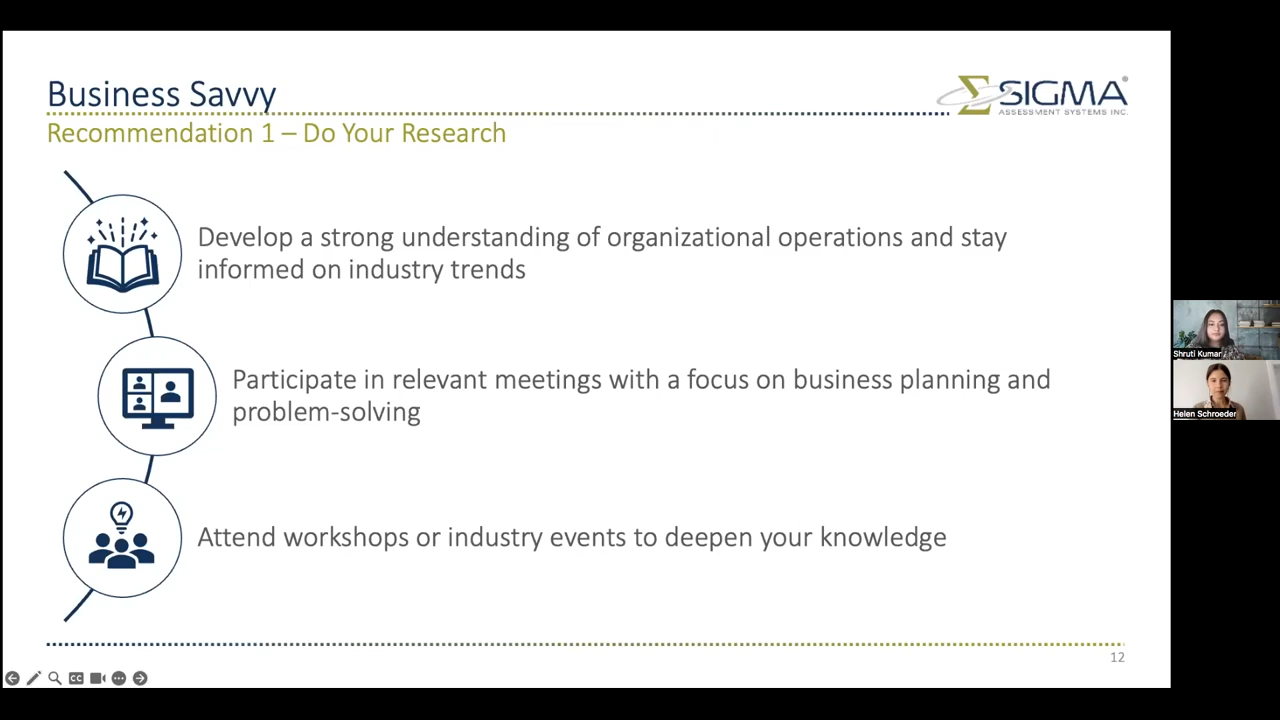 Business Savvy
SIGMA®
ASSESSMENT SYSTEMS INC.
Recommendation 1 – Do Your Research
Develop a strong understanding of organizational operations and stay
informed on industry trends
Participate in relevant meetings with a focus on business planning and
problem-solving
Attend workshops or industry events to deepen your knowledge
12
CC
Shruti Kumar
Helen Schroeder